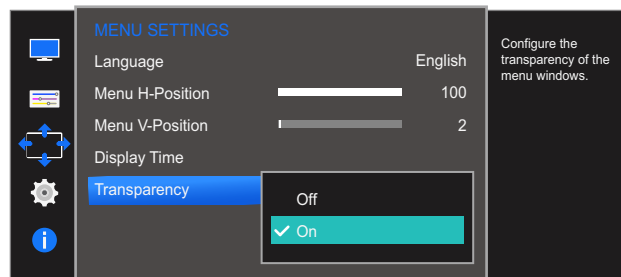 MENU SETTINGS
Language English
Menu H-Position 100
Menu V-Position 2
Display Time
Transparency
Off
On
Configure the
transparency of the
menu windows.